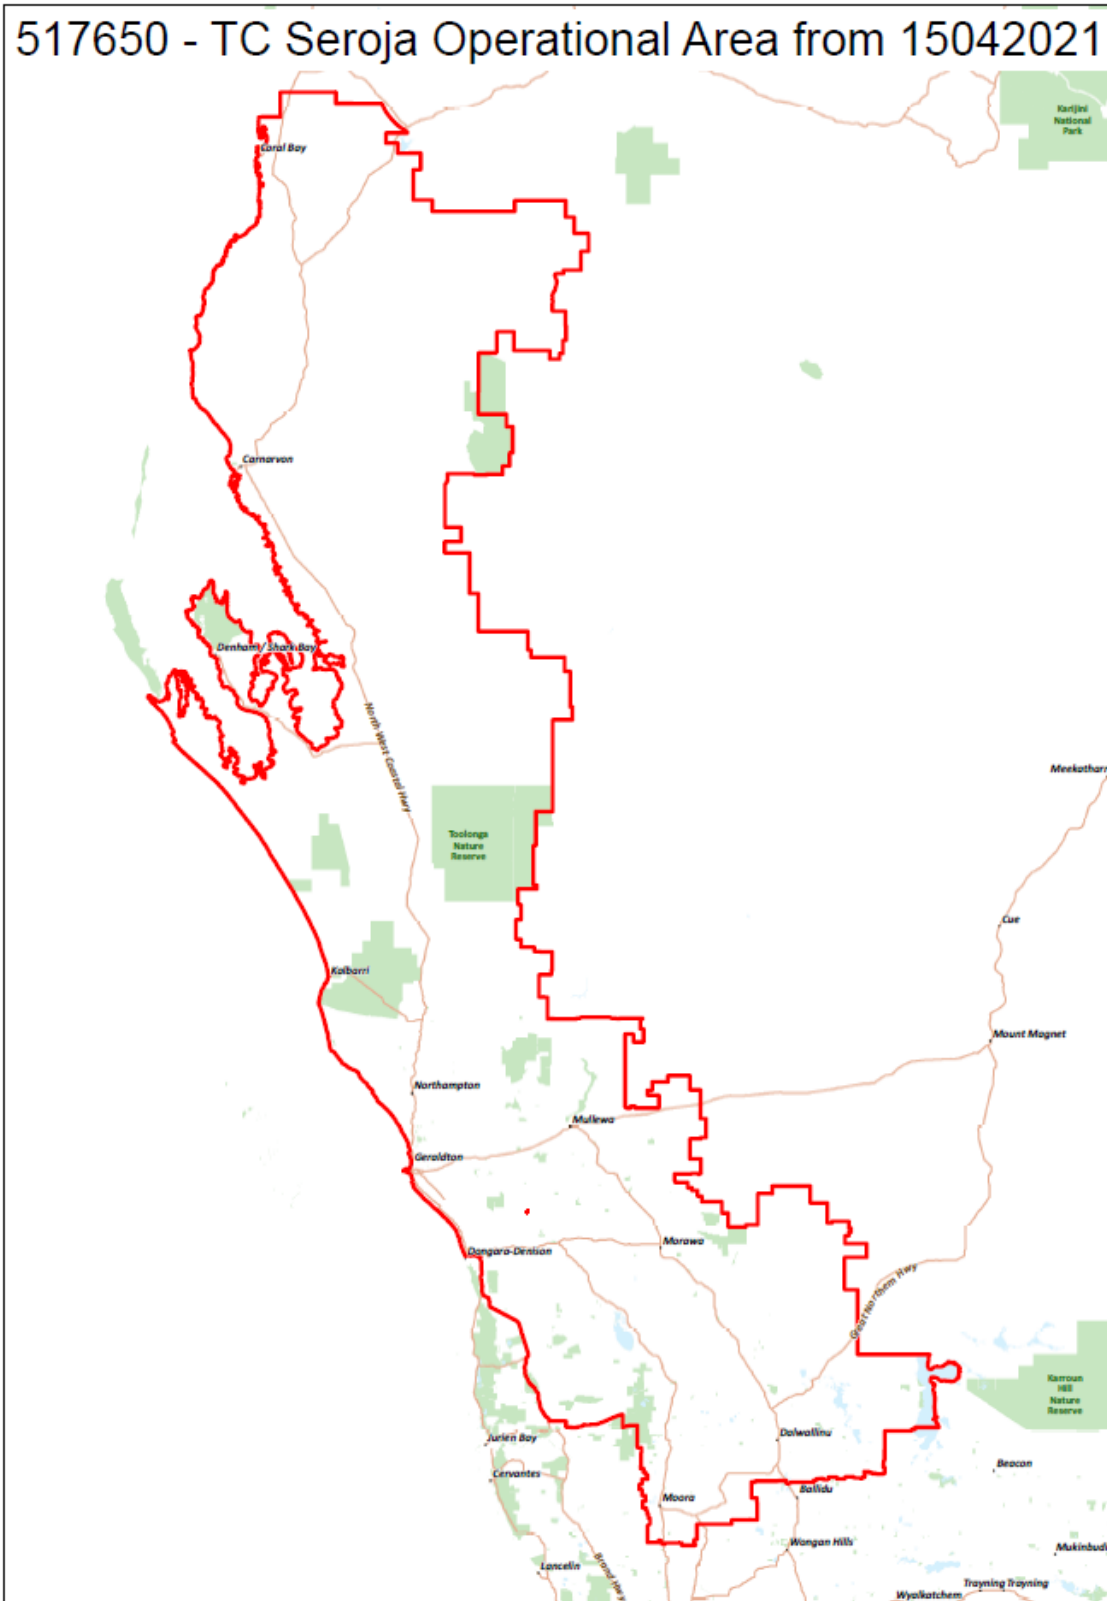 517650 - TC Seroja Operational Area from 15042021
Karijini
National
Park
Coral Bay
Carnarvon
Denham / Shark Bay
North West Coastal Hwy
Meekatharr
Toolonga
Nature
Reserve
Cue
Kalbarri
Mount Magnet
Northampton
Mullewa
Geraldton
Morawa
Dongara-Denison
Great Northern Hwy
Karroun
Hill
Nature
Reserve
Dalwallinu
Jurien Bay
Beacon
Cervantes
Ballidu
Moora
Wongan Hills
Mukinbudi
Lancelin
Brand Hwy
Trayning Trayning
Wyalkatchem